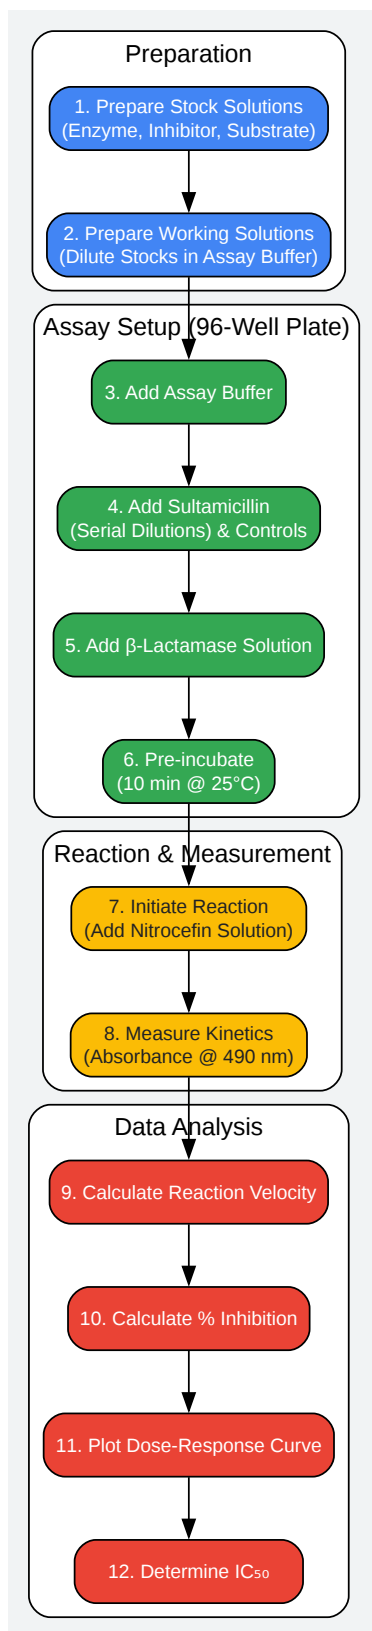 Preparation
1. Prepare Stock Solutions
(Enzyme, Inhibitor, Substrate)
2. Prepare Working Solutions
(Dilute Stocks in Assay Buffer)
Assay Setup (96-Well Plate)
3. Add Assay Buffer
4. Add Sultamicillin
(Serial Dilutions) & Controls
5. Add β-Lactamase Solution
6. Pre-incubate
(10 min @ 25°C)
Reaction & Measurement
7. Initiate Reaction
(Add Nitrocefin Solution)
8. Measure Kinetics
(Absorbance @ 490 nm)
Data Analysis
9. Calculate Reaction Velocity
10. Calculate % Inhibition
11. Plot Dose-Response Curve
12. Determine IC₅₀